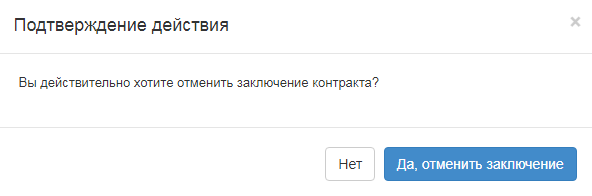 Подтверждение действия
×
Вы действительно хотите отменить заключение контракта?
Нет
Да, отменить заключение